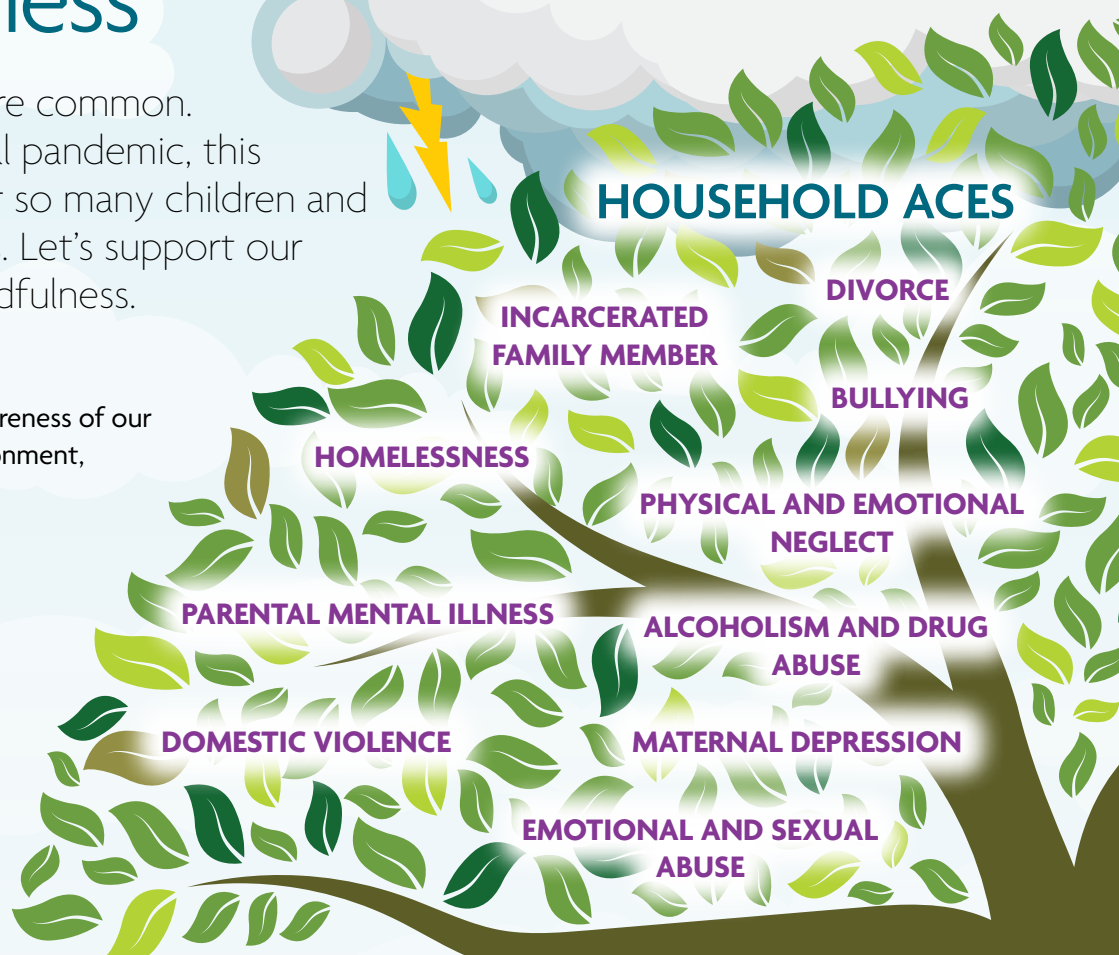 ness
re common.
l pandemic, this
r so many children and
. Let's support our
dfulness.
reness of our
onment,
HOUSEHOLD ACES
DIVORCE
INCARCERATED
FAMILY MEMBER
BULLYING
HOMELESSNESS
PHYSICAL AND EMOTIONAL
NEGLECT
PARENTAL MENTAL ILLNESS
ALCOHOLISM AND DRUG
ABUSE
DOMESTIC VIOLENCE
MATERNAL DEPRESSION
EMOTIONAL AND SEXUAL
ABUSE